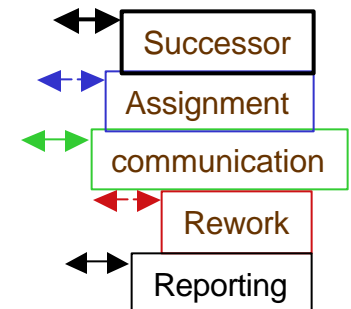 Successor
Assignment
communication
Rework
Reporting